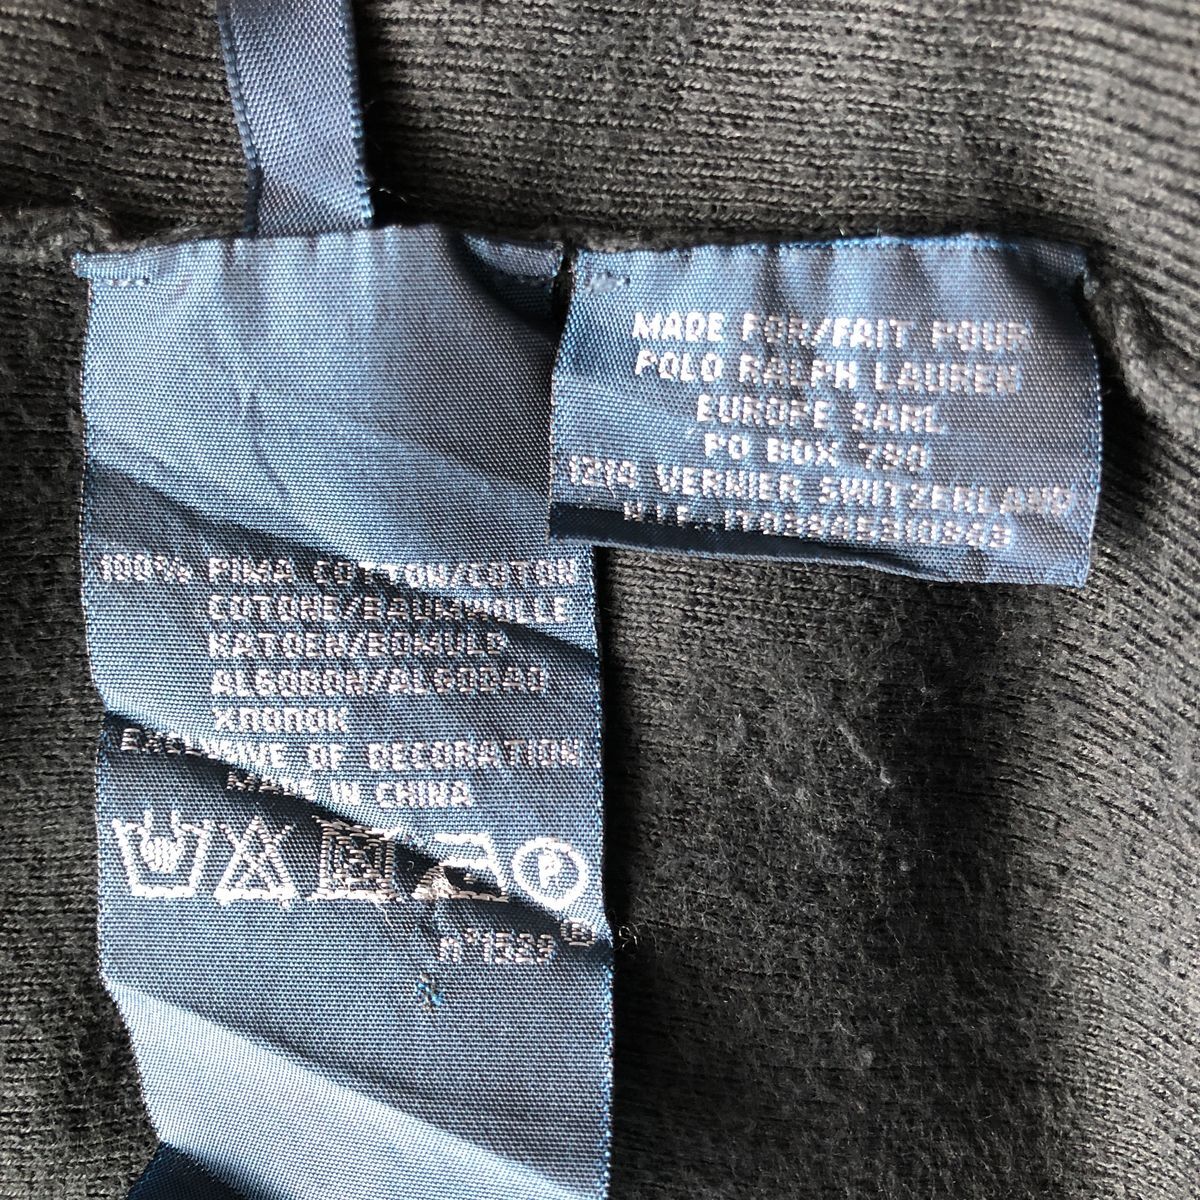 MADE FOR/FAIT POUR
POLO RALPH LAUREN
EUROPE SARL
PO BOX 790
1214 VERNIER SWITZERLAND
100% PIMA COTTON/COTON
COTONE/BAUMWOLLE
KATOEN/BOMULD
ALGODON/ALGODAO
ΧΠΟΠΟΚ
EXCLUSIVE OF DECORATION
MADE IN CHINA
P